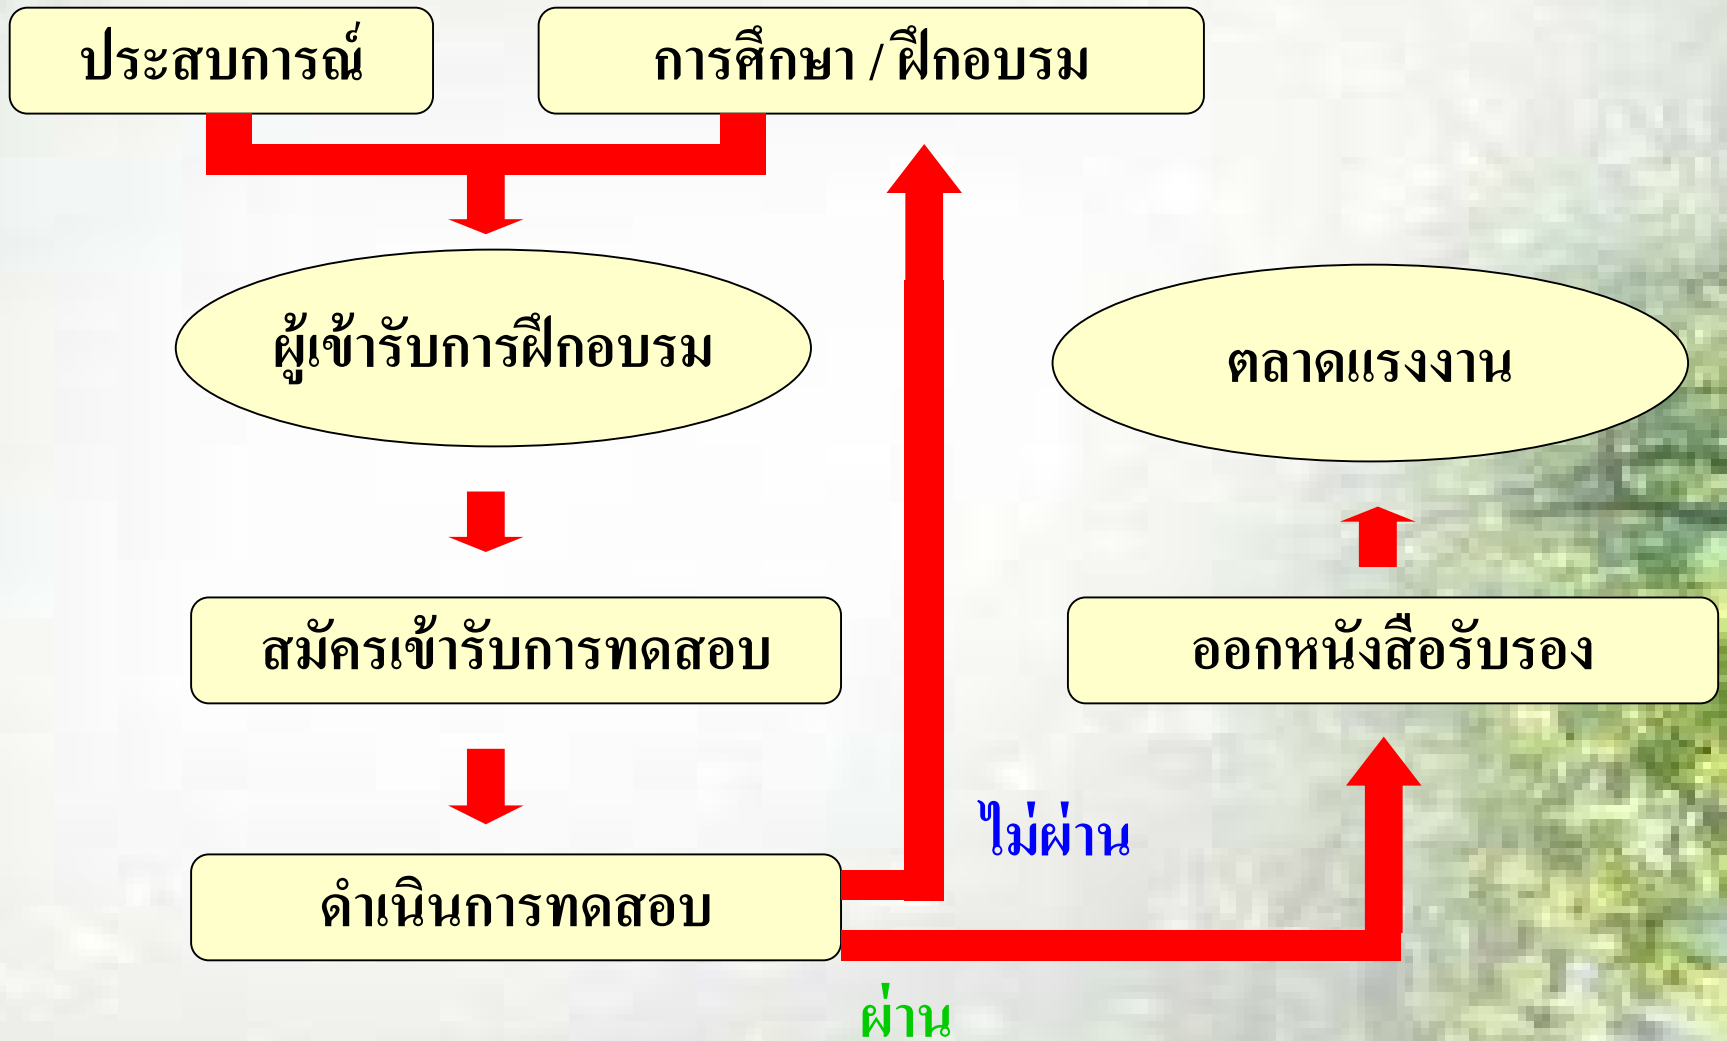 ประสบการณ์
การศึกษา / ฝึกอบรม
ผู้เข้ารับการฝึกอบรม
ตลาดแรงงาน
สมัครเข้ารับการทดสอบ
ออกหนังสือรับรอง
ไม่ผ่าน
ดำเนินการทดสอบ
ผ่าน